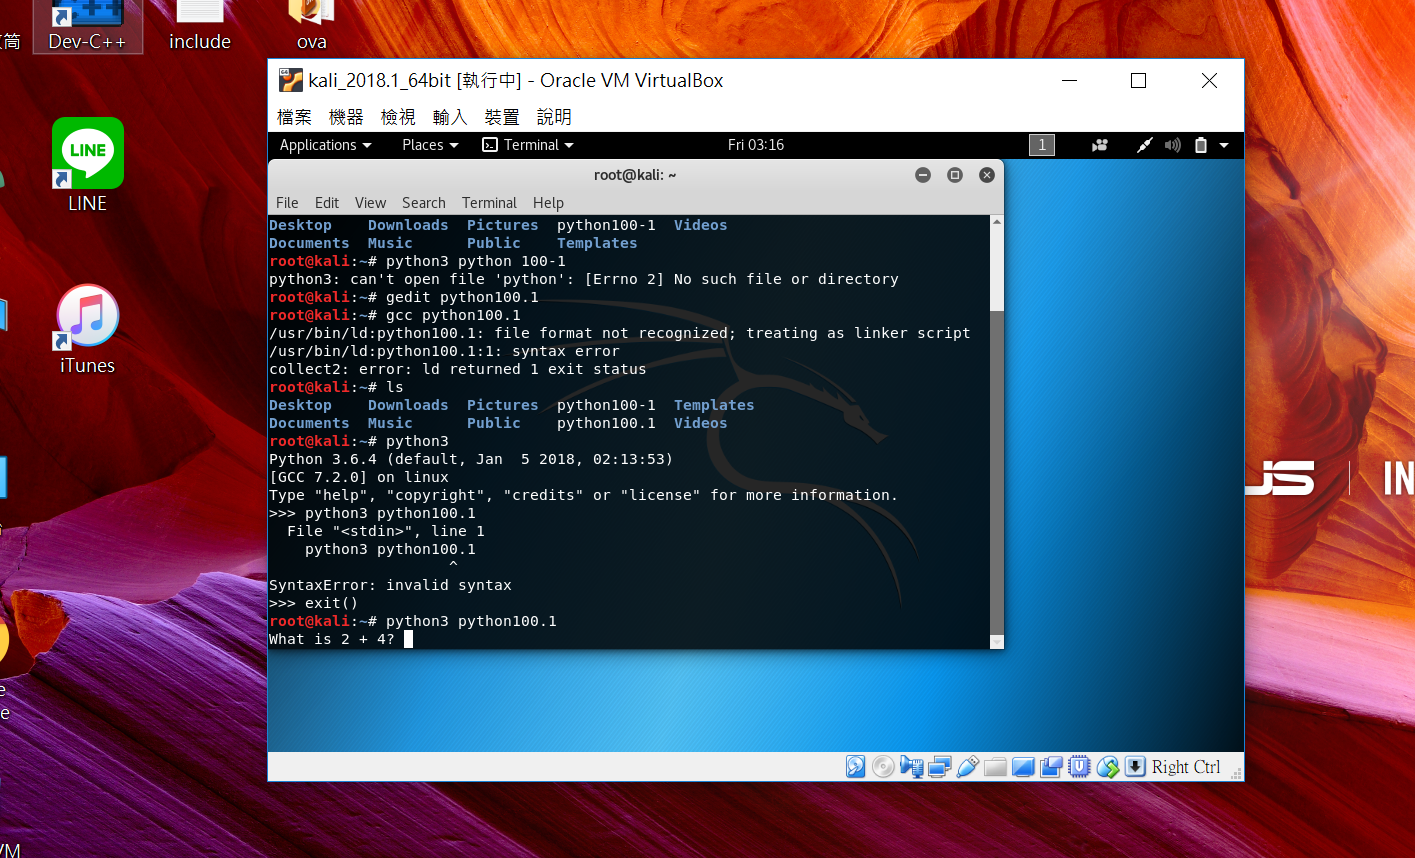 筒
Dev-C++
include
ova
LINE
LINE
iTunes
kali_2018.1_64bit [執行中] - Oracle VM VirtualBox
檔案 機器 檢視 輸入 裝置 說明
Applications Places Terminal Fri 03:16 1
root@kali: ~
File Edit View Search Terminal Help
Desktop Downloads Pictures python100-1 Videos
Documents Music Public Templates
root@kali:~# python3 python 100-1
python3: can't open file 'python': [Errno 2] No such file or directory
root@kali:~# gedit python100.1
root@kali:~# gcc python100.1
/usr/bin/ld:python100.1: file format not recognized; treating as linker script
/usr/bin/ld:python100.1:1: syntax error
collect2: error: ld returned 1 exit status
root@kali:~# ls
Desktop Downloads Pictures python100-1 Templates
Documents Music Public python100.1 Videos
root@kali:~# python3
Python 3.6.4 (default, Jan  5 2018, 02:13:53)
[GCC 7.2.0] on linux
Type "help", "copyright", "credits" or "license" for more information.
>>> python3 python100.1
  File "<stdin>", line 1
    python3 python100.1
                    ^
SyntaxError: invalid syntax
>>> exit()
root@kali:~# python3 python100.1
What is 2 + 4?
Right Ctrl
IN
e
e
VM